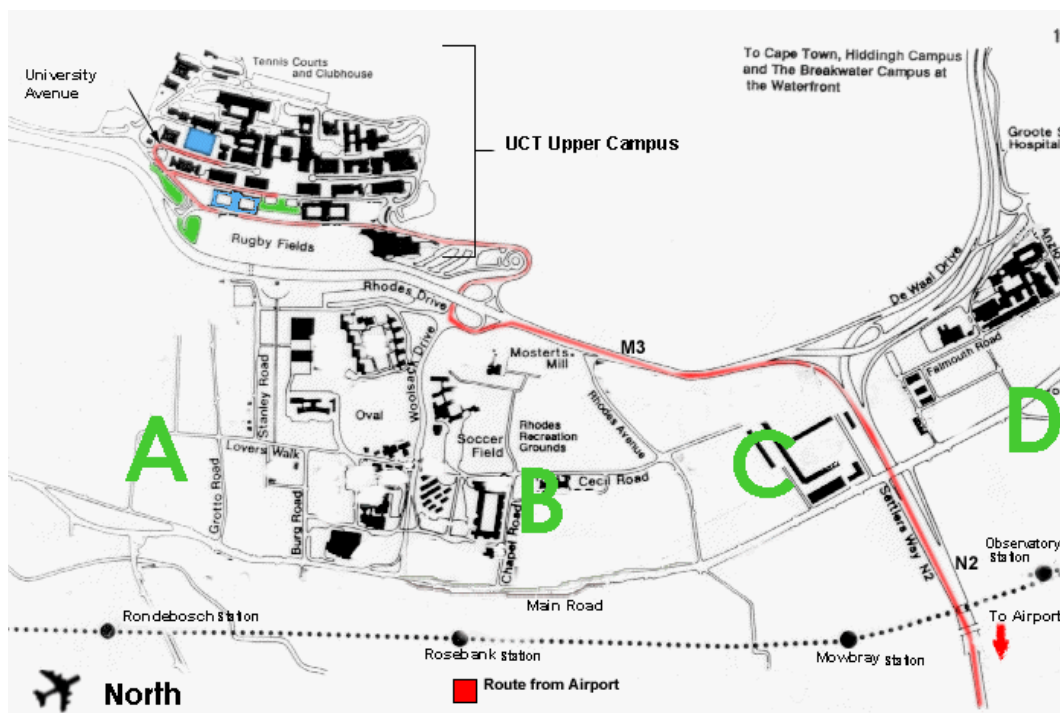 1
To Cape Town, Hiddingh Campus
and The Breakwater Campus at
the Waterfront
Tennis Courts
and Clubhouse
University
Avenue
UCT Upper Campus
Groote S
Hospital
Rugby Fields
Anzio
De Waal Drive
Rhodes Drive
M3
Mosterts
Mill
Falmouth Road
Woolsack Drive
Stanley Road
Rhodes Avenue
A
Oval
Soccer
Field
Rhodes
Recreation
Grounds
C
D
Lovers Walk
Grotto Road
Burg Road
B
Cecil Road
Chapel Road
Settlers Way N2
N2
Observatory
Station
Main Road
To Airport
Rondebosch Station
Rosebank Station
Mowbray Station
North
Route from Airport